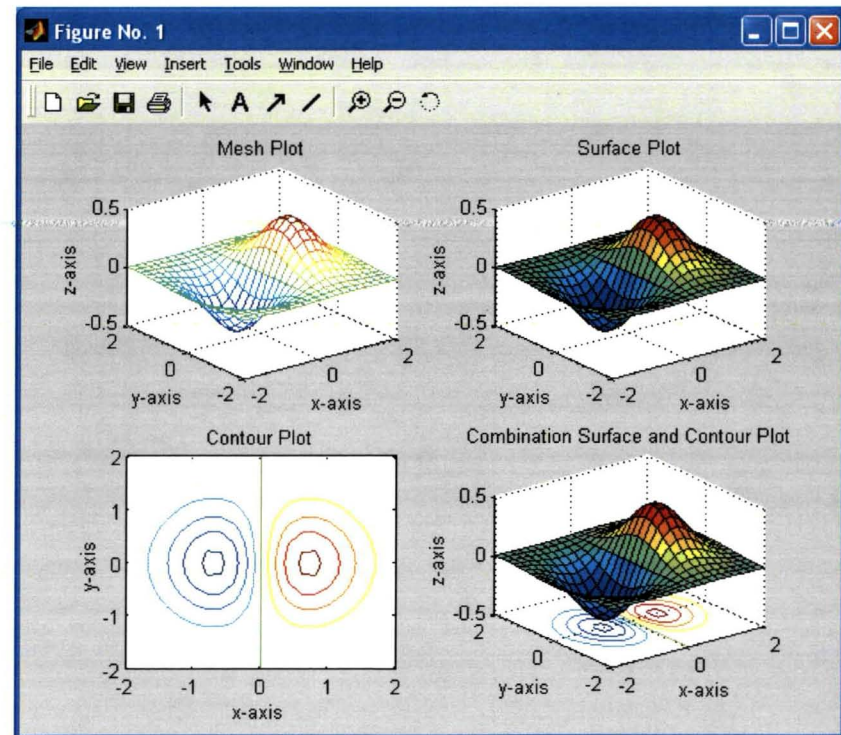 Figure No. 1
File Edit View Insert Tools Window Help
A
Mesh Plot
0.5
0
-0.5
z-axis
2
0
-2
y-axis
-2
0
2
x-axis
Surface Plot
0.5
0
-0.5
z-axis
2
0
-2
y-axis
-2
0
2
x-axis
Contour Plot
2
1
0
-1
-2
y-axis
-2
-1
0
1
2
x-axis
Combination Surface and Contour Plot
0.5
0
-0.5
z-axis
2
0
-2
y-axis
-2
0
2
x-axis